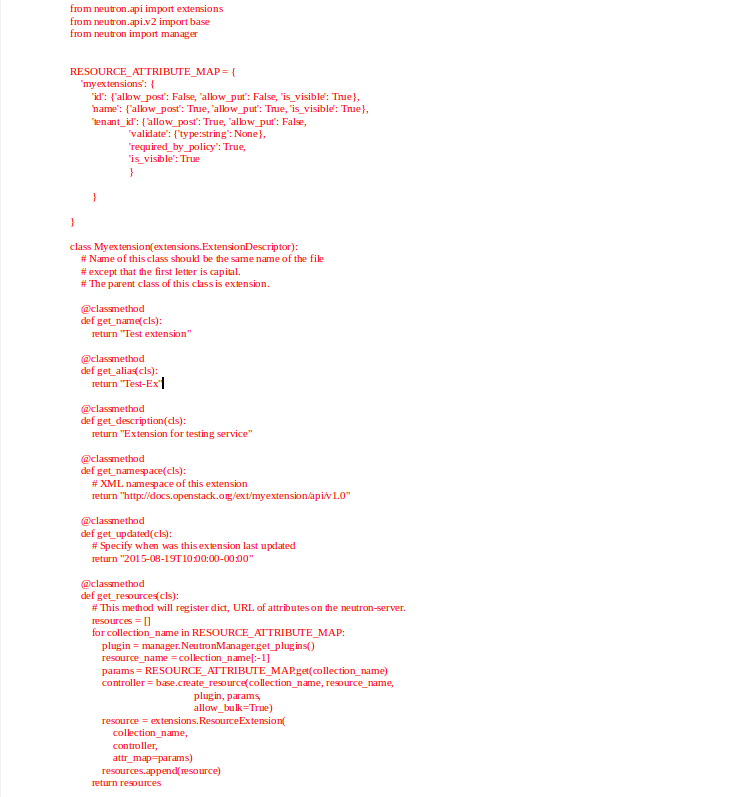 from neutron.api import extensions
from neutron.api.v2 import base
from neutron import manager
RESOURCE_ATTRIBUTE_MAP = {
'myextensions': {
'id': {'allow_post': False, 'allow_put': False, 'is_visible': True},
'name': {'allow_post': True, 'allow_put': True, 'is_visible': True},
'tenant_id': {'allow_post': True, 'allow_put': False,
'validate': {'type:string': None},
'required_by_policy': True,
'is_visible': True
}
}
}
class Myextension(extensions.ExtensionDescriptor):
# Name of this class should be the same name of the file
# except that the first letter is capital.
# The parent class of this class is extension.
@classmethod
def get_name(cls):
return "Test extension"
@classmethod
def get_alias(cls):
return "Test-Ex"
@classmethod
def get_description(cls):
return "Extension for testing service"
@classmethod
def get_namespace(cls):
# XML namespace of this extension
return "http://docs.openstack.org/ext/myextension/api/v1.0"
@classmethod
def get_updated(cls):
# Specify when was this extension last updated
return "2015-08-19T10:00:00-00:00"
@classmethod
def get_resources(cls):
# This method will register dict, URL of attributes on the neutron-server.
resources = []
for collection_name in RESOURCE_ATTRIBUTE_MAP:
plugin = manager.NeutronManager.get_plugins()
resource_name = collection_name[:-1]
params = RESOURCE_ATTRIBUTE_MAP.get(collection_name)
controller = base.create_resource(collection_name, resource_name,
plugin, params,
allow_bulk=True)
resource = extensions.ResourceExtension(
collection_name,
controller,
attr_map=params)
resources.append(resource)
return resources